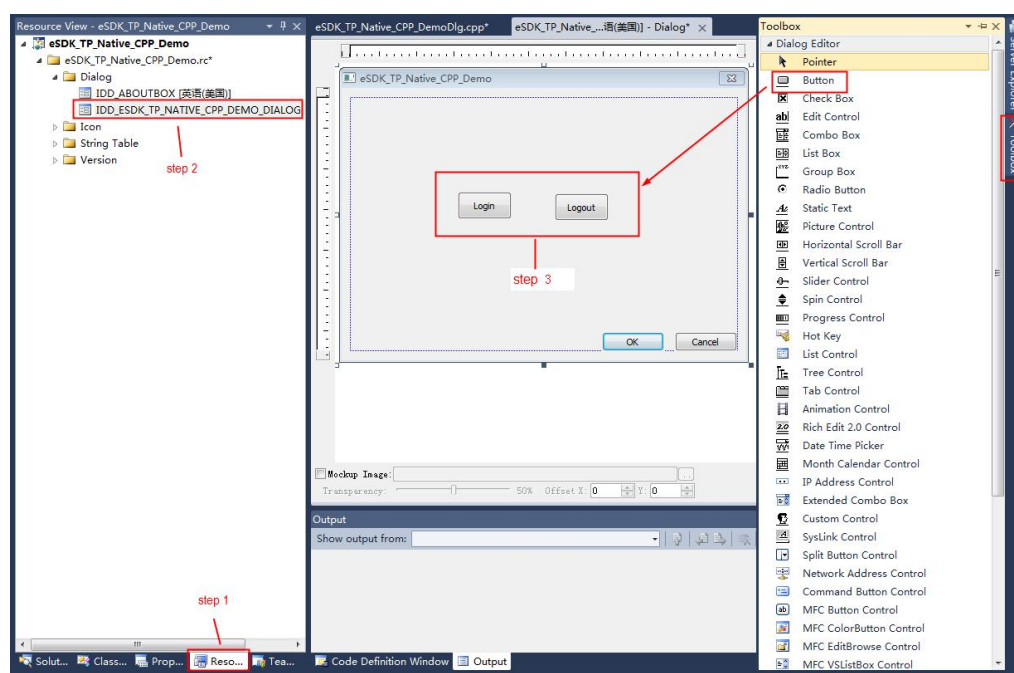 Resource View - eSDK_TP_Native_CPP_Demo
eSDK_TP_Native_CPP_Demo
eSDK_TP_Native_CPP_Demo.rc*
Dialog
IDD_ABOUTBOX [英语(美国)]
IDD_ESDK_TP_NATIVE_CPP_DEMO_DIALOG
Icon
String Table
Version
step 2
step 1
Solut...
Class...
Prop...
Reso...
Tea...
eSDK_TP_Native_CPP_DemoDlg.cpp*
eSDK_TP_Native_...语(美国)] - Dialog*
eSDK_TP_Native_CPP_Demo
Login
Logout
step 3
OK
Cancel
Mockup Image:
...
Transparency:
50%
Offset X: 0
Y: 0
Output
Show output from:
Code Definition Window
Output
Toolbox
Dialog Editor
Pointer
Button
Check Box
Edit Control
Combo Box
List Box
Group Box
Radio Button
Static Text
Picture Control
Horizontal Scroll Bar
Vertical Scroll Bar
Slider Control
Spin Control
Progress Control
Hot Key
List Control
Tree Control
Tab Control
Animation Control
Rich Edit 2.0 Control
Date Time Picker
Month Calendar Control
IP Address Control
Extended Combo Box
Custom Control
SysLink Control
Split Button Control
Network Address Control
Command Button Control
MFC Button Control
MFC ColorButton Control
MFC EditBrowse Control
MFC VSListBox Control
Server Explorer
Toolbox